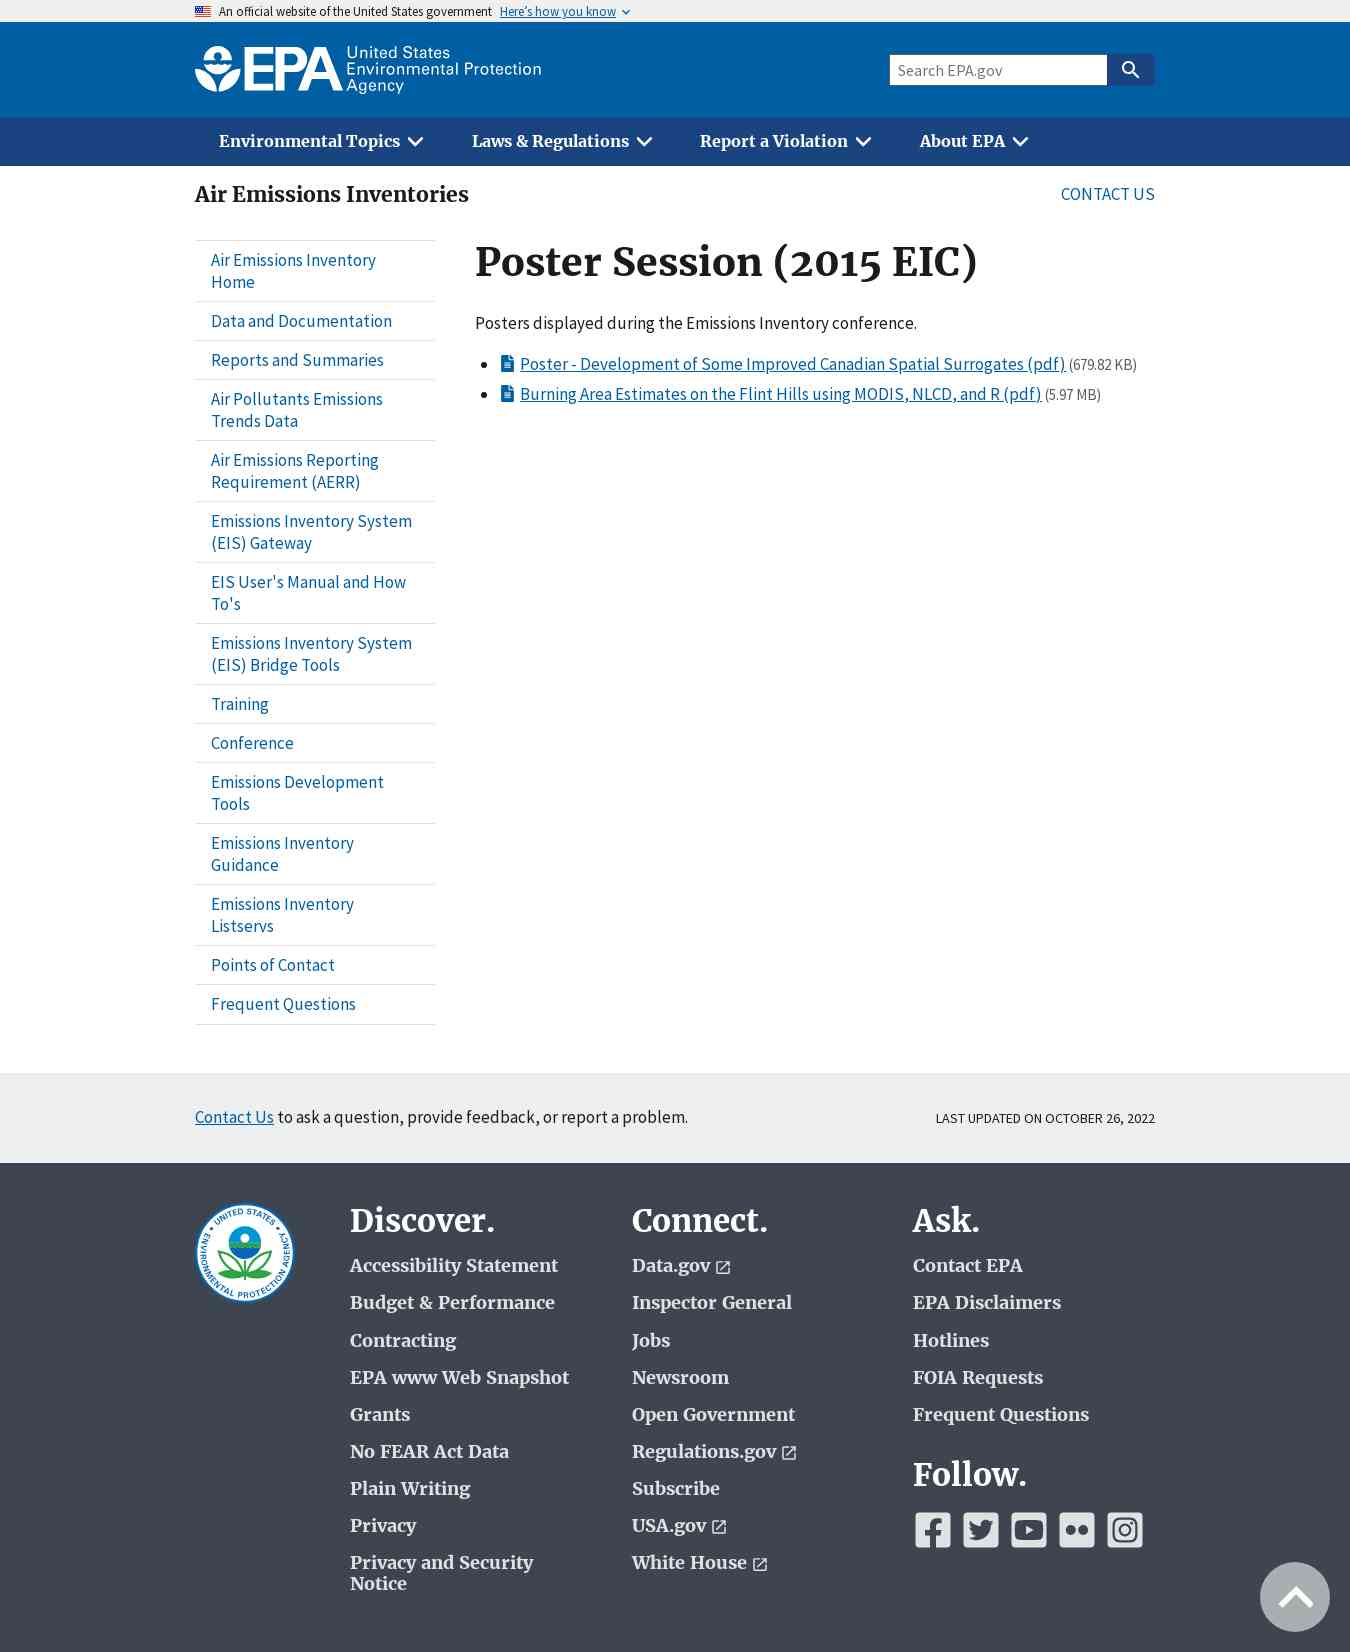 An official website of the United States government Here's how you know
EPA United States
Environmental Protection
Agency
Search EPA.gov
Environmental Topics
Laws & Regulations
Report a Violation
About EPA
Air Emissions Inventories
CONTACT US
Air Emissions Inventory
Home
Data and Documentation
Reports and Summaries
Air Pollutants Emissions
Trends Data
Air Emissions Reporting
Requirement (AERR)
Emissions Inventory System
(EIS) Gateway
EIS User's Manual and How
To's
Emissions Inventory System
(EIS) Bridge Tools
Training
Conference
Emissions Development
Tools
Emissions Inventory
Guidance
Emissions Inventory
Listservs
Points of Contact
Frequent Questions
Poster Session (2015 EIC)
Posters displayed during the Emissions Inventory conference.
Poster - Development of Some Improved Canadian Spatial Surrogates (pdf) (679.82 KB)
Burning Area Estimates on the Flint Hills using MODIS, NLCD, and R (pdf) (5.97 MB)
Contact Us to ask a question, provide feedback, or report a problem.
LAST UPDATED ON OCTOBER 26, 2022
UNITED STATES
ENVIRONMENTAL PROTECTION AGENCY
Discover.
Accessibility Statement
Budget & Performance
Contracting
EPA www Web Snapshot
Grants
No FEAR Act Data
Plain Writing
Privacy
Privacy and Security
Notice
Connect.
Data.gov
Inspector General
Jobs
Newsroom
Open Government
Regulations.gov
Subscribe
USA.gov
White House
Ask.
Contact EPA
EPA Disclaimers
Hotlines
FOIA Requests
Frequent Questions
Follow.